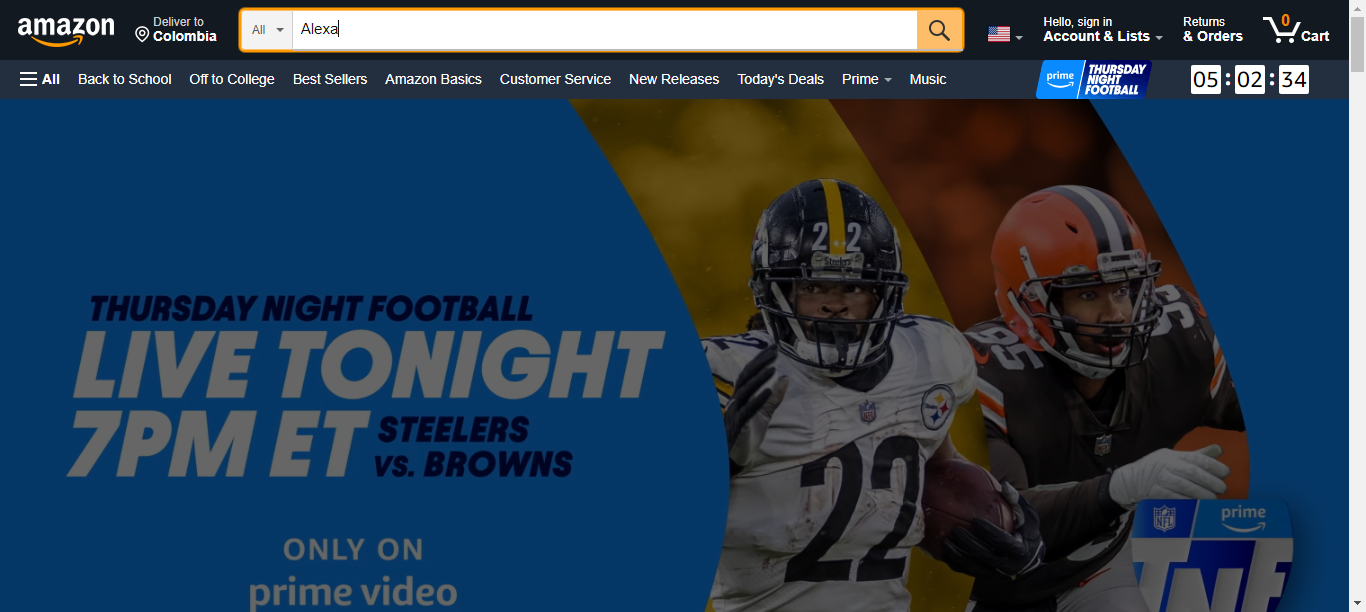 amazon
Deliver to
Colombia
All
Alexa
Hello, sign in
Account & Lists
Returns
& Orders
0
Cart
All
Back to School
Off to College
Best Sellers
Amazon Basics
Customer Service
New Releases
Today's Deals
Prime
Music
prime
THURSDAY
NIGHT
FOOTBALL
05 : 02 : 34
THURSDAY NIGHT FOOTBALL
LIVE TONIGHT
7PM ET
STEELERS
VS. BROWNS
ONLY ON
prime video
22
Steelers
22
22
95
95
NFL
prime
TNF